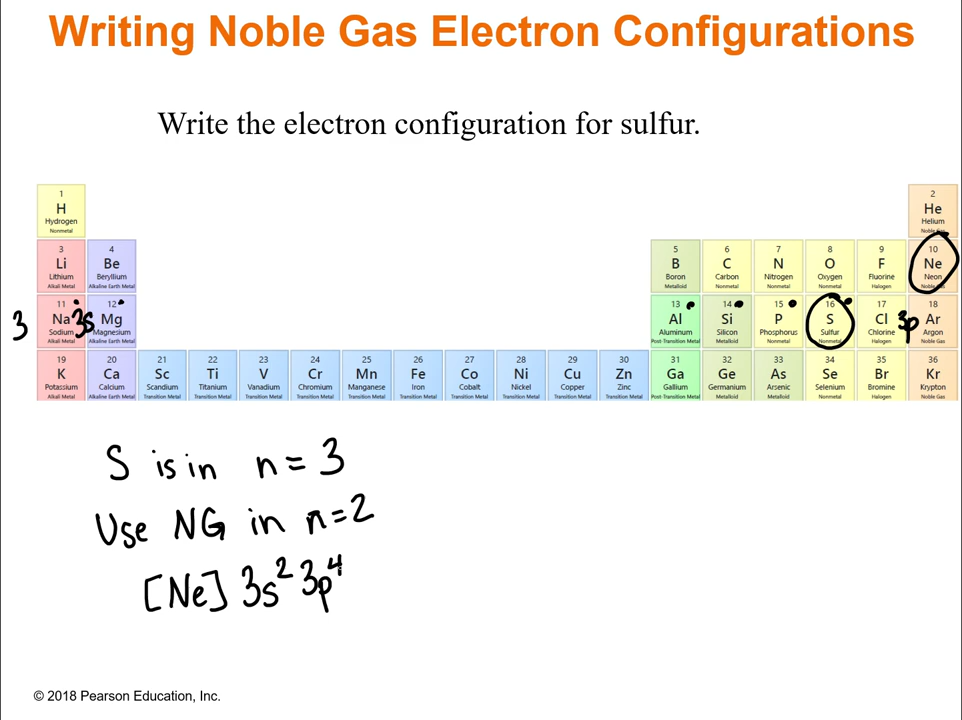 Writing Noble Gas Electron Configurations
Write the electron configuration for sulfur.
1 2
H He
Hydrogen Helium
Nonmetal Noble Gas
3 4 5 6 7 8 9 10
Li Be B C N O F Ne
Lithium Beryllium Boron Carbon Nitrogen Oxygen Fluorine Neon
Alkali Metal Alkaline Earth Metal Metalloid Nonmetal Nonmetal Nonmetal Halogen Noble Gas
11 12 13 14 15 16 17 18
3 Na 3s Mg Al Si P S Cl 3p Ar
Sodium Magnesium Aluminum Silicon Phosphorus Sulfur Chlorine Argon
Alkali Metal Alkaline Earth Metal Post-Transition Metal Metalloid Nonmetal Nonmetal Halogen Noble Gas
19 20 21 22 23 24 25 26 27 28 29 30 31 32 33 34 35 36
K Ca Sc Ti V Cr Mn Fe Co Ni Cu Zn Ga Ge As Se Br Kr
Potassium Calcium Scandium Titanium Vanadium Chromium Manganese Iron Cobalt Nickel Copper Zinc Gallium Germanium Arsenic Selenium Bromine Krypton
Alkali Metal Alkaline Earth Metal Transition Metal Transition Metal Transition Metal Transition Metal Transition Metal Transition Metal Transition Metal Transition Metal Transition Metal Transition Metal Post-Transition Metal Metalloid Metalloid Nonmetal Halogen Noble Gas
S is in n = 3
Use NG in n = 2
[Ne] 3s² 3p⁴
© 2018 Pearson Education, Inc.